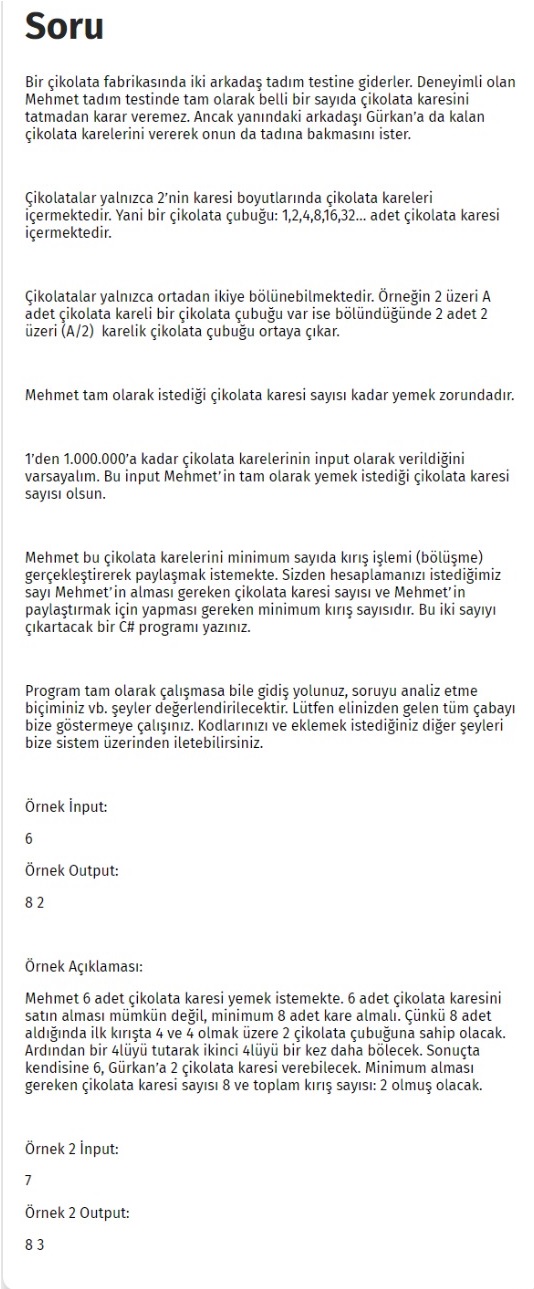 Soru
Bir çikolata fabrikasında iki arkadaş tadım testine giderler. Deneyimli olan
Mehmet tadım testinde tam olarak belli bir sayıda çikolata karesini
tatmadan karar veremez. Ancak yanındaki arkadaşı Gürkan'a da kalan
çikolata karelerini vererek onun da tadına bakmasını ister.
Çikolatalar yalnızca 2'nin karesi boyutlarında çikolata kareleri
içermektedir. Yani bir çikolata çubuğu: 1,2,4,8,16,32... adet çikolata karesi
içermektedir.
Çikolatalar yalnızca ortadan ikiye bölünebilmektedir. Örneğin 2 üzeri A
adet çikolata kareli bir çikolata çubuğu var ise bölündüğünde 2 adet 2
üzeri (A/2) karelik çikolata çubuğu ortaya çıkar.
Mehmet tam olarak istediği çikolata karesi sayısı kadar yemek zorundadır.
1'den 1.000.000'a kadar çikolata karelerinin input olarak verildiğini
varsayalım. Bu input Mehmet'in tam olarak yemek istediği çikolata karesi
sayısı olsun.
Mehmet bu çikolata karelerini minimum sayıda kırış işlemi (bölüşme)
gerçekleştirerek paylaşmak istemekte. Sizden hesaplamanızı istediğimiz
sayı Mehmet'in alması gereken çikolata karesi sayısı ve Mehmet'in
paylaştırmak için yapması gereken minimum kırış sayısıdır. Bu iki sayıyı
çıkartacak bir C# programı yazınız.
Program tam olarak çalışmasa bile gidiş yolunuz, soruyu analiz etme
biçiminiz vb. şeyler değerlendirilecektir. Lütfen elinizden gelen tüm çabayı
bize göstermeye çalışınız. Kodlarınızı ve eklemek istediğiniz diğer şeyleri
bize sistem üzerinden iletebilirsiniz.
Örnek İnput:
6
Örnek Output:
8 2
Örnek Açıklaması:
Mehmet 6 adet çikolata karesi yemek istemekte. 6 adet çikolata karesini
satın alması mümkün değil, minimum 8 adet kare almalı. Çünkü 8 adet
aldığında ilk kırışta 4 ve 4 olmak üzere 2 çikolata çubuğuna sahip olacak.
Ardından bir 4lüyü tutarak ikinci 4lüyü bir kez daha bölecek. Sonuçta
kendisine 6, Gürkan'a 2 çikolata karesi verebilecek. Minimum alması
gereken çikolata karesi sayısı 8 ve toplam kırış sayısı: 2 olmuş olacak.
Örnek 2 İnput:
7
Örnek 2 Output:
8 3